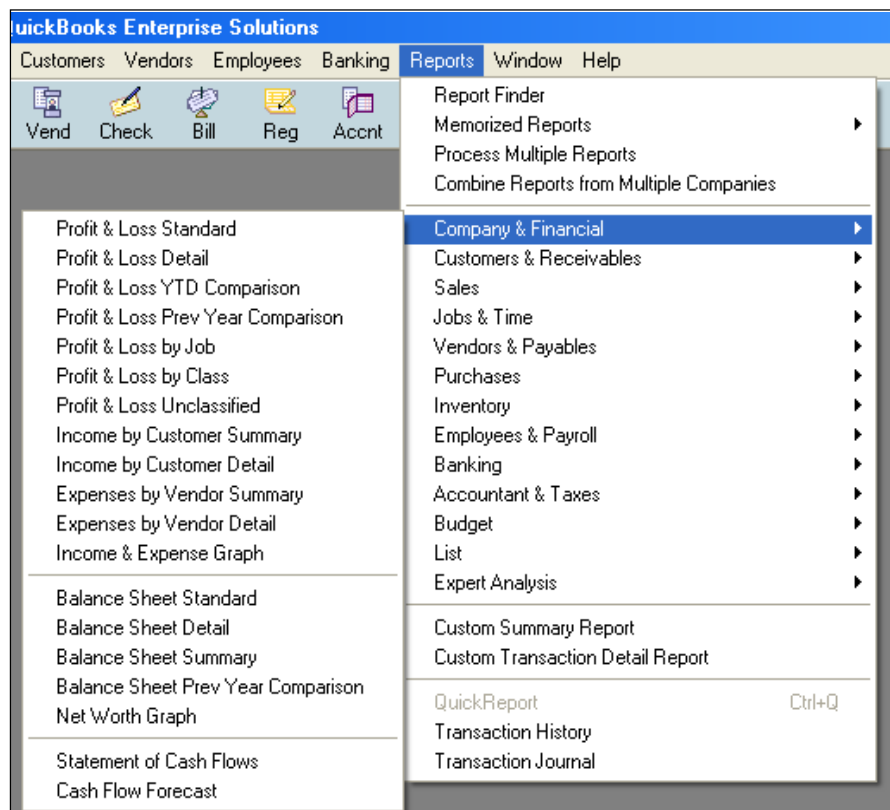 uickBooks Enterprise Solutions
Customers Vendors Employees Banking Reports Window Help
Vend Check Bill Reg Accnt
Report Finder
Memorized Reports
Process Multiple Reports
Combine Reports from Multiple Companies
Company & Financial
Customers & Receivables
Sales
Jobs & Time
Vendors & Payables
Purchases
Inventory
Employees & Payroll
Banking
Accountant & Taxes
Budget
List
Expert Analysis
Custom Summary Report
Custom Transaction Detail Report
QuickReport Ctrl+Q
Transaction History
Transaction Journal
Profit & Loss Standard
Profit & Loss Detail
Profit & Loss YTD Comparison
Profit & Loss Prev Year Comparison
Profit & Loss by Job
Profit & Loss by Class
Profit & Loss Unclassified
Income by Customer Summary
Income by Customer Detail
Expenses by Vendor Summary
Expenses by Vendor Detail
Income & Expense Graph
Balance Sheet Standard
Balance Sheet Detail
Balance Sheet Summary
Balance Sheet Prev Year Comparison
Net Worth Graph
Statement of Cash Flows
Cash Flow Forecast